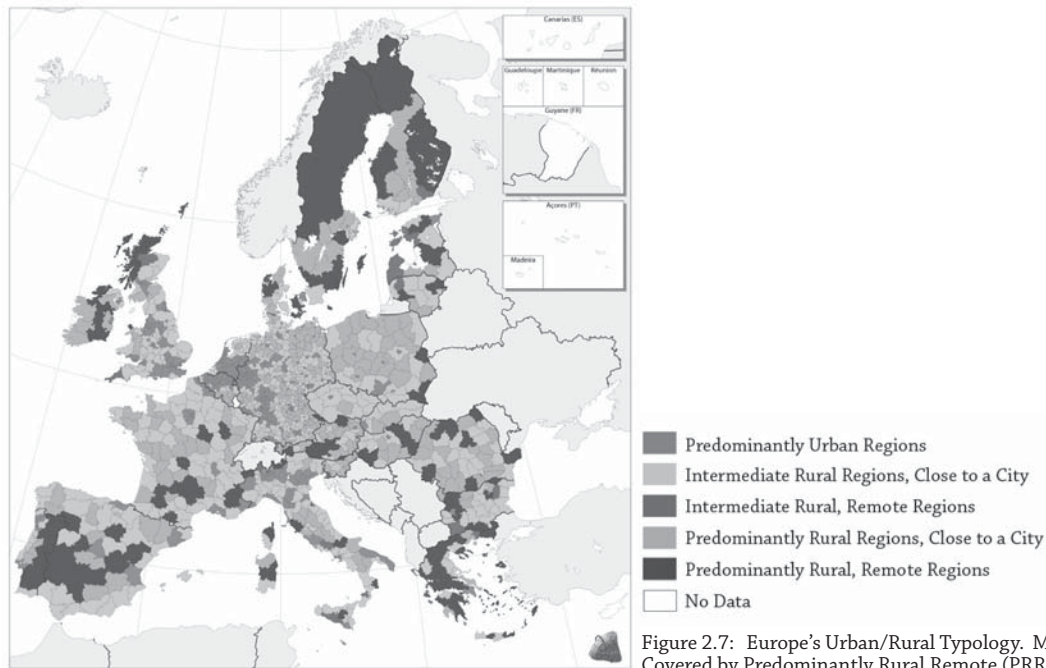 Canarias (ES)
Guadeloupe
Martinique
Réunion
Guyane (FR)
Açores (PT)
Madeira
Predominantly Urban Regions
Intermediate Rural Regions, Close to a City
Intermediate Rural, Remote Regions
Predominantly Rural Regions, Close to a City
Predominantly Rural, Remote Regions
No Data
Figure 2.7: Europe's Urban/Rural Typology. M
Covered by Predominantly Rural Remote (PRR